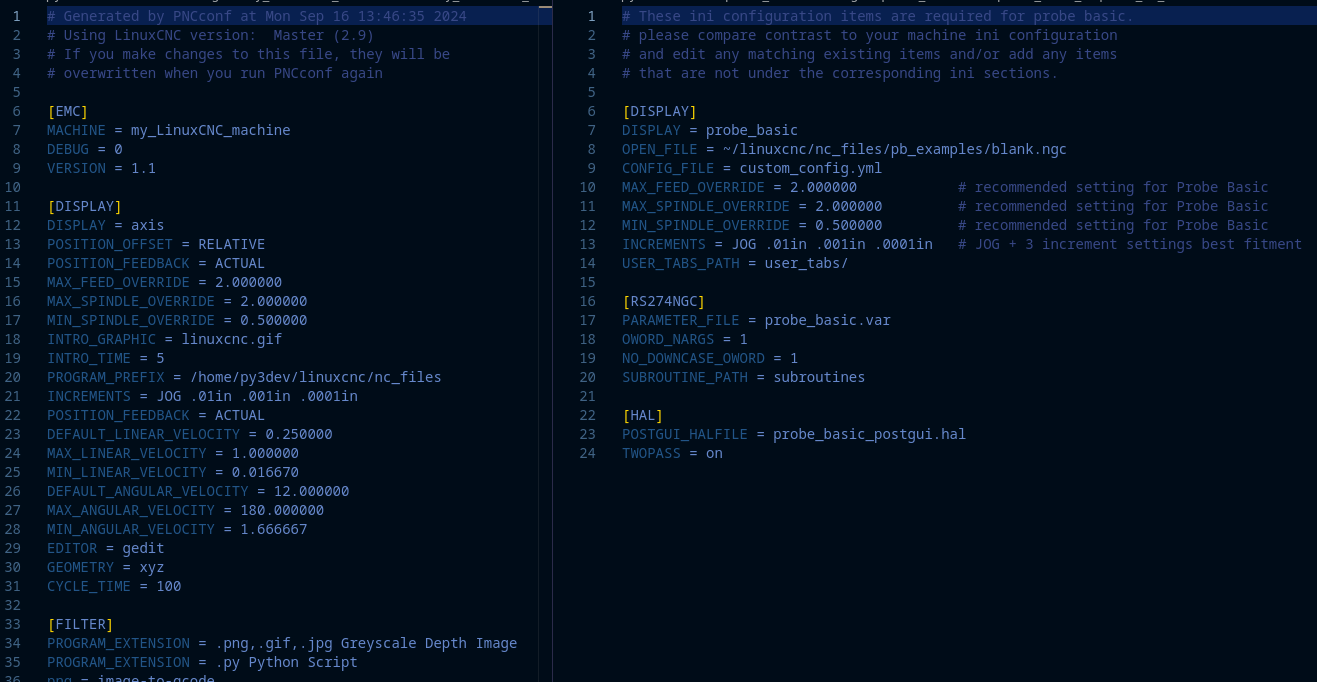 1 # Generated by PNCconf at Mon Sep 16 13:46:35 2024
2 # Using LinuxCNC version:  Master (2.9)
3 # If you make changes to this file, they will be
4 # overwritten when you run PNCconf again
5
6 [EMC]
7 MACHINE = my_LinuxCNC_machine
8 DEBUG = 0
9 VERSION = 1.1
10
11 [DISPLAY]
12 DISPLAY = axis
13 POSITION_OFFSET = RELATIVE
14 POSITION_FEEDBACK = ACTUAL
15 MAX_FEED_OVERRIDE = 2.000000
16 MAX_SPINDLE_OVERRIDE = 2.000000
17 MIN_SPINDLE_OVERRIDE = 0.500000
18 INTRO_GRAPHIC = linuxcnc.gif
19 INTRO_TIME = 5
20 PROGRAM_PREFIX = /home/py3dev/linuxcnc/nc_files
21 INCREMENTS = JOG .01in .001in .0001in
22 POSITION_FEEDBACK = ACTUAL
23 DEFAULT_LINEAR_VELOCITY = 0.250000
24 MAX_LINEAR_VELOCITY = 1.000000
25 MIN_LINEAR_VELOCITY = 0.016670
26 DEFAULT_ANGULAR_VELOCITY = 12.000000
27 MAX_ANGULAR_VELOCITY = 180.000000
28 MIN_ANGULAR_VELOCITY = 1.666667
29 EDITOR = gedit
30 GEOMETRY = xyz
31 CYCLE_TIME = 100
32
33 [FILTER]
34 PROGRAM_EXTENSION = .png,.gif,.jpg Greyscale Depth Image
35 PROGRAM_EXTENSION = .py Python Script
36 png = image-to-gcode
1 # These ini configuration items are required for probe basic.
2 # please compare contrast to your machine ini configuration
3 # and edit any matching existing items and/or add any items
4 # that are not under the corresponding ini sections.
5
6 [DISPLAY]
7 DISPLAY = probe_basic
8 OPEN_FILE = ~/linuxcnc/nc_files/pb_examples/blank.ngc
9 CONFIG_FILE = custom_config.yml
10 MAX_FEED_OVERRIDE = 2.000000 # recommended setting for Probe Basic
11 MAX_SPINDLE_OVERRIDE = 2.000000 # recommended setting for Probe Basic
12 MIN_SPINDLE_OVERRIDE = 0.500000 # recommended setting for Probe Basic
13 INCREMENTS = JOG .01in .001in .0001in # JOG + 3 increment settings best fitment
14 USER_TABS_PATH = user_tabs/
15
16 [RS274NGC]
17 PARAMETER_FILE = probe_basic.var
18 OWORD_NARGS = 1
19 NO_DOWNCASE_OWORD = 1
20 SUBROUTINE_PATH = subroutines
21
22 [HAL]
23 POSTGUI_HALFILE = probe_basic_postgui.hal
24 TWOPASS = on